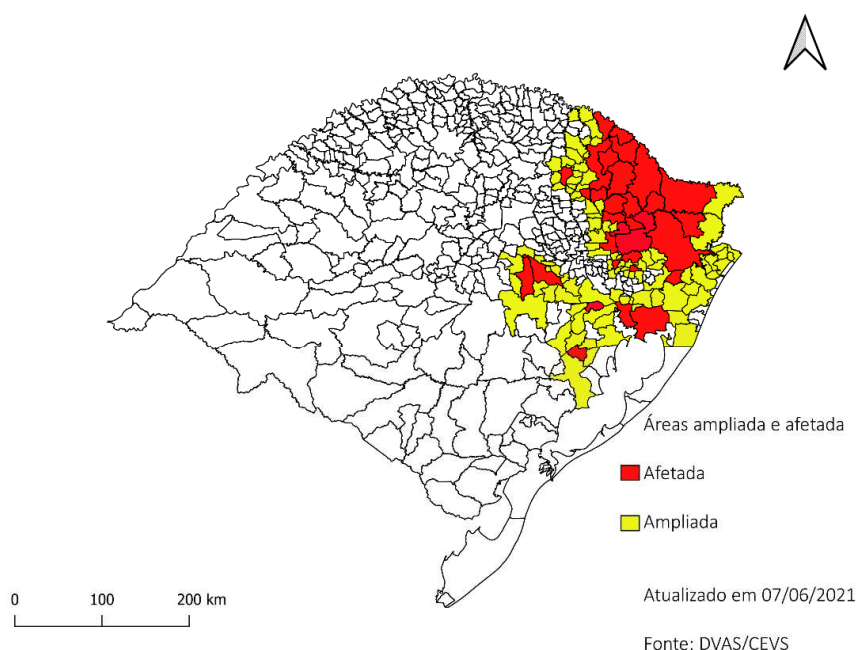 Áreas ampliada e afetada
Afetada
Ampliada
0 100 200 km
Atualizado em 07/06/2021
Fonte: DVAS/CEVS